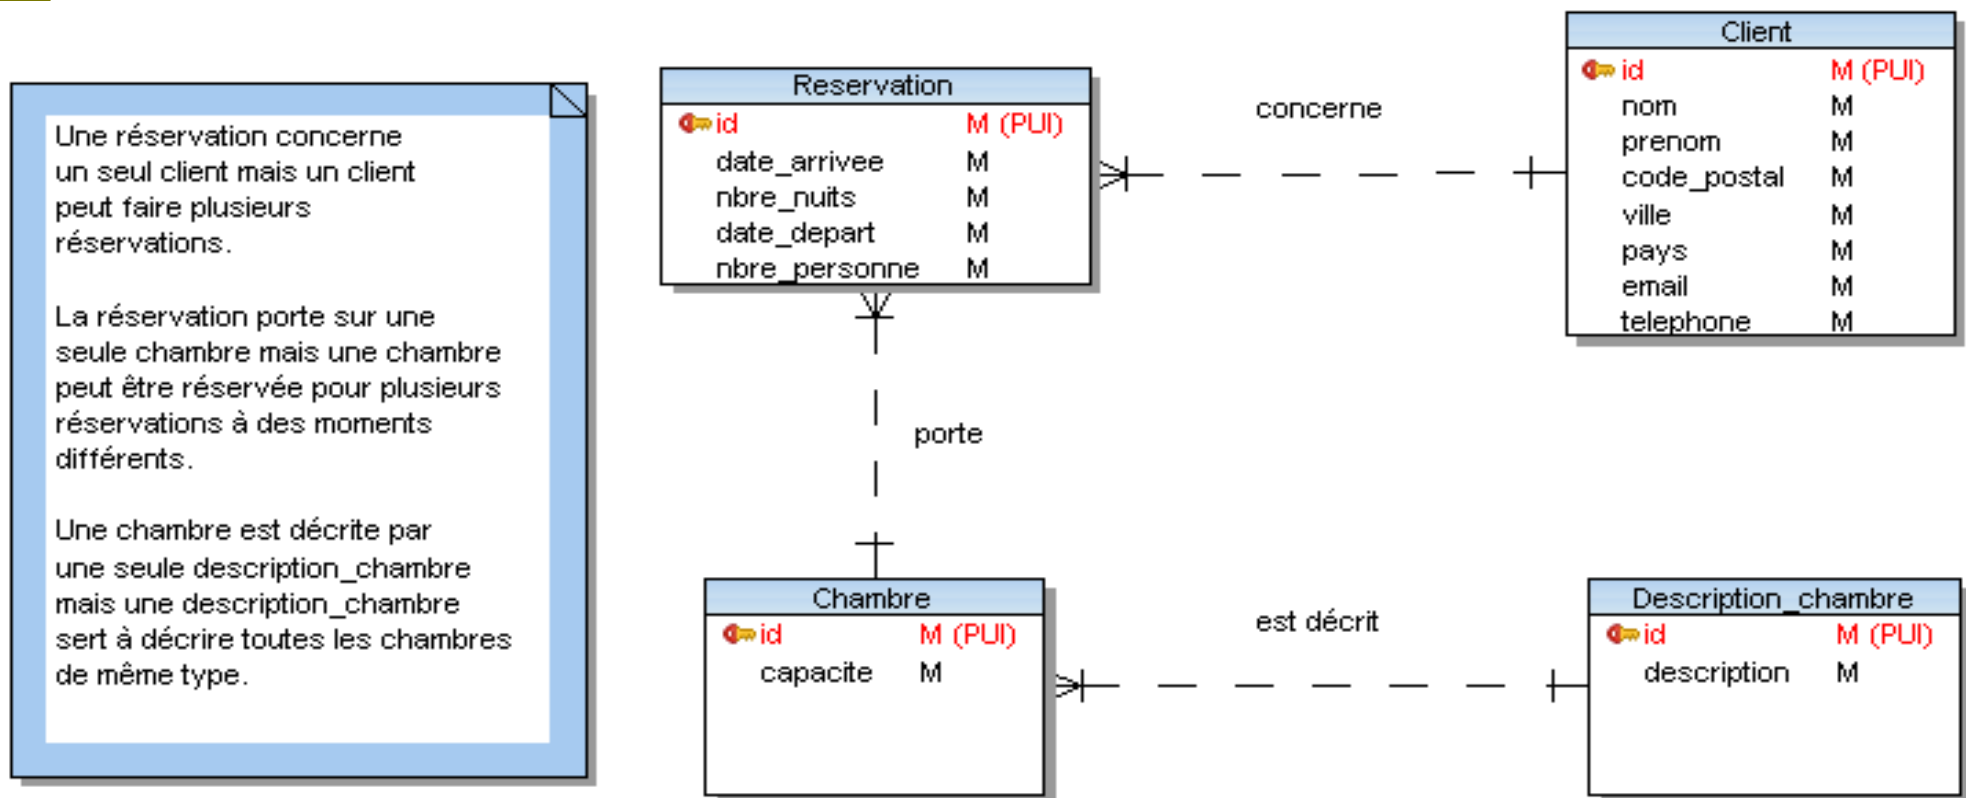 Une réservation concerne
un seul client mais un client
peut faire plusieurs
réservations.
La réservation porte sur une
seule chambre mais une chambre
peut être réservée pour plusieurs
réservations à des moments
différents.
Une chambre est décrite par
une seule description_chambre
mais une description_chambre
sert à décrire toutes les chambres
de même type.
Reservation
id M (PUI)
date_arrivee M
nbre_nuits M
date_depart M
nbre_personne M
concerne
Client
id M (PUI)
nom M
prenom M
code_postal M
ville M
pays M
email M
telephone M
porte
Chambre
id M (PUI)
capacite M
est décrit
Description_chambre
id M (PUI)
description M